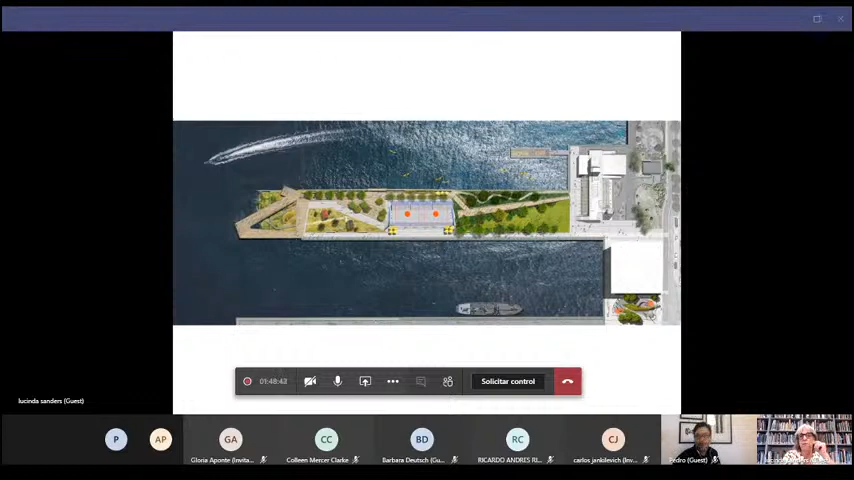 01:48:42
Solicitar control
lucinda sanders (Guest)
P
AP
GA
CC
BD
RC
CJ
Gloria Aponte (Invita...
Colleen Mercer Clarke
Barbara Deutsch (Gu...
RICARDO ANDRES RI...
carlos jankilevich (Inv...
Pedro (Guest)